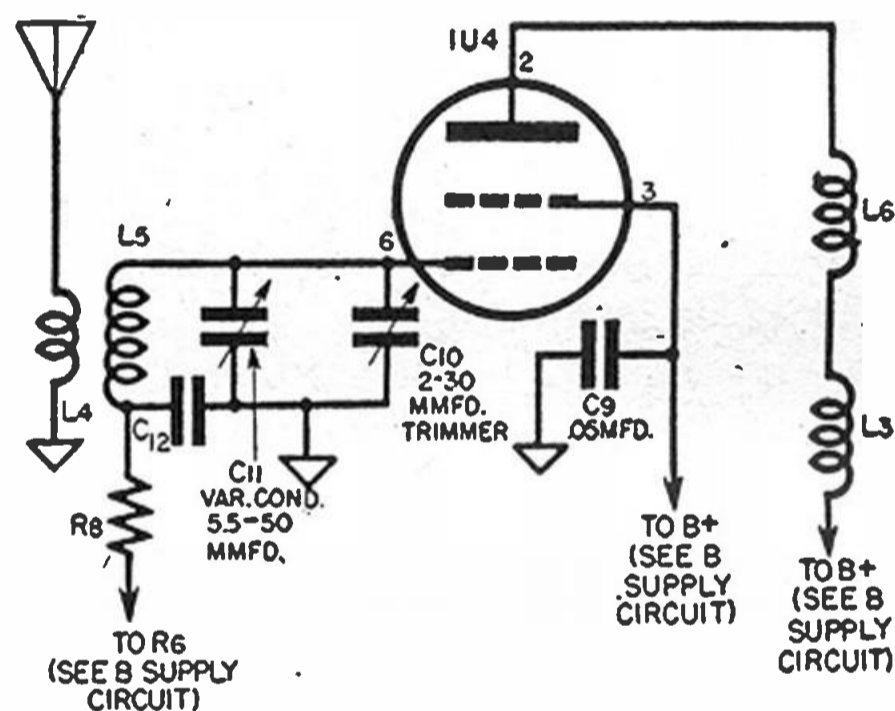 1U4
2
3
L6
L5
6
C10
2-30
MMFD.
TRIMMER
C9
.05MFD.
L4
C12
C11
VAR.COND.
5.5-50
MMFD.
L3
R8
TO B+
(SEE B
SUPPLY
CIRCUIT)
TO B+
(SEE B
SUPPLY
CIRCUIT)
TO R6
(SEE B SUPPLY
CIRCUIT)